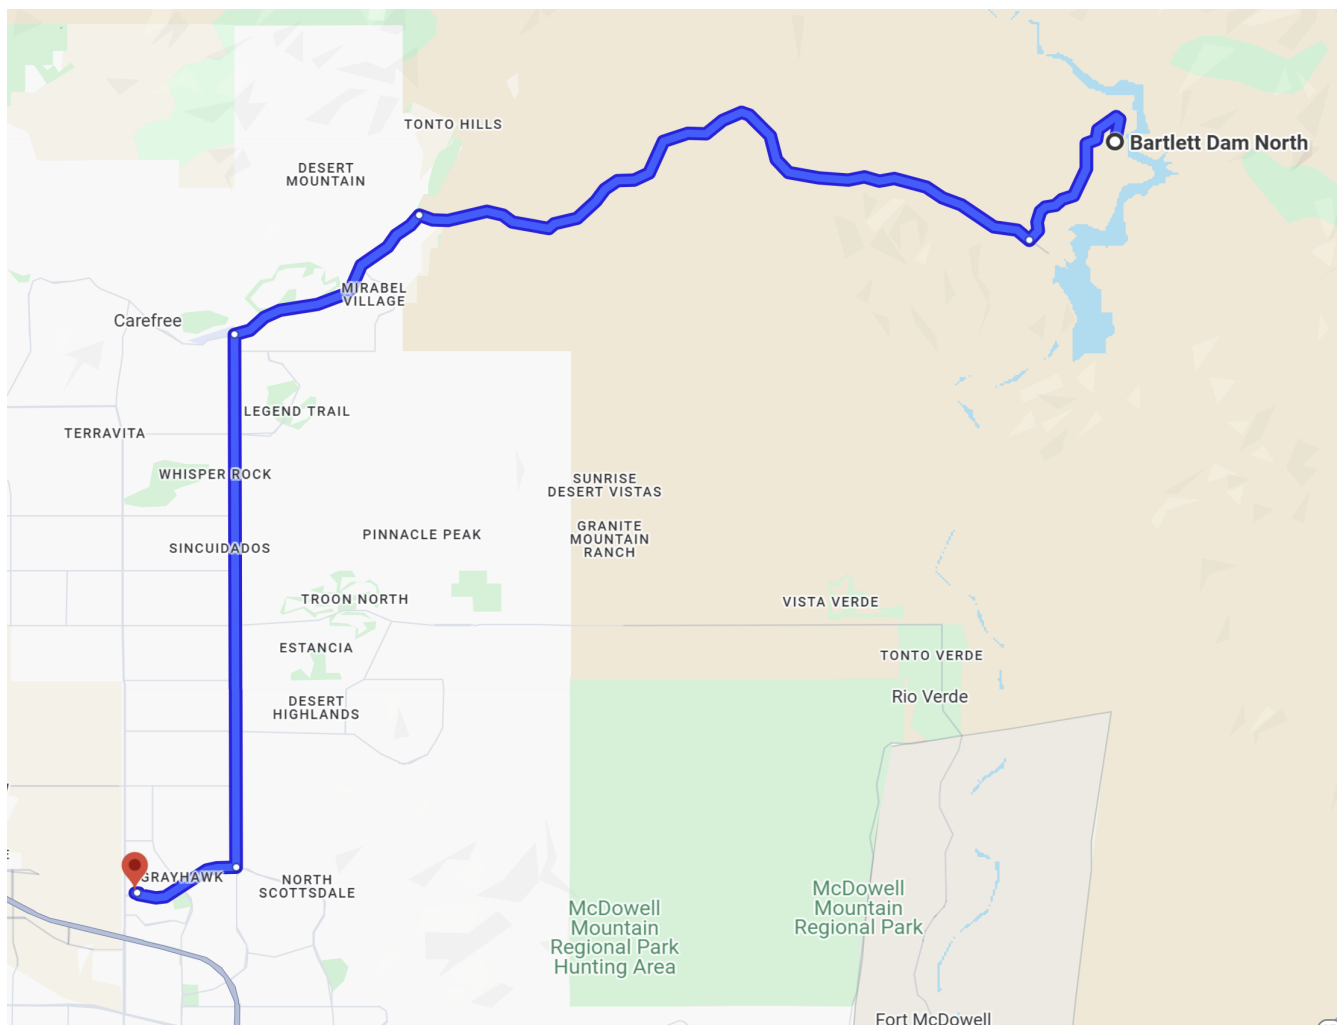 TONTO HILLS
Bartlett Dam North
DESERT
MOUNTAIN
MIRABEL
VILLAGE
Carefree
LEGEND TRAIL
TERRAVITA
WHISPER ROCK
SUNRISE
DESERT VISTAS
PINNACLE PEAK
GRANITE
MOUNTAIN
RANCH
SINCUIDADOS
TROON NORTH
VISTA VERDE
ESTANCIA
TONTO VERDE
Rio Verde
DESERT
HIGHLANDS
GRAYHAWK
NORTH
SCOTTSDALE
McDowell
Mountain
Regional Park
McDowell
Mountain
Regional Park
Hunting Area
Fort McDowell